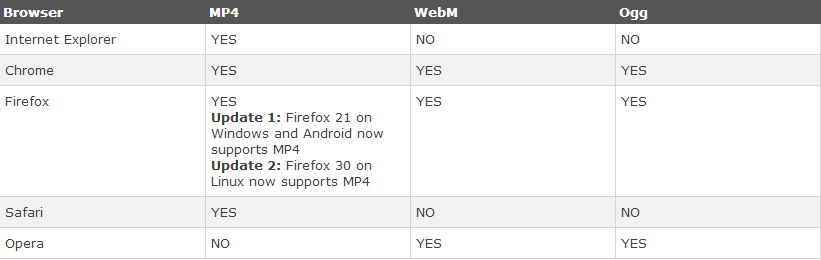 Browser MP4 WebM Ogg
Internet Explorer YES NO NO
Chrome YES YES YES
Firefox YES YES YES
Update 1: Firefox 21 on
Windows and Android now
supports MP4
Update 2: Firefox 30 on
Linux now supports MP4
Safari YES NO NO
Opera NO YES YES